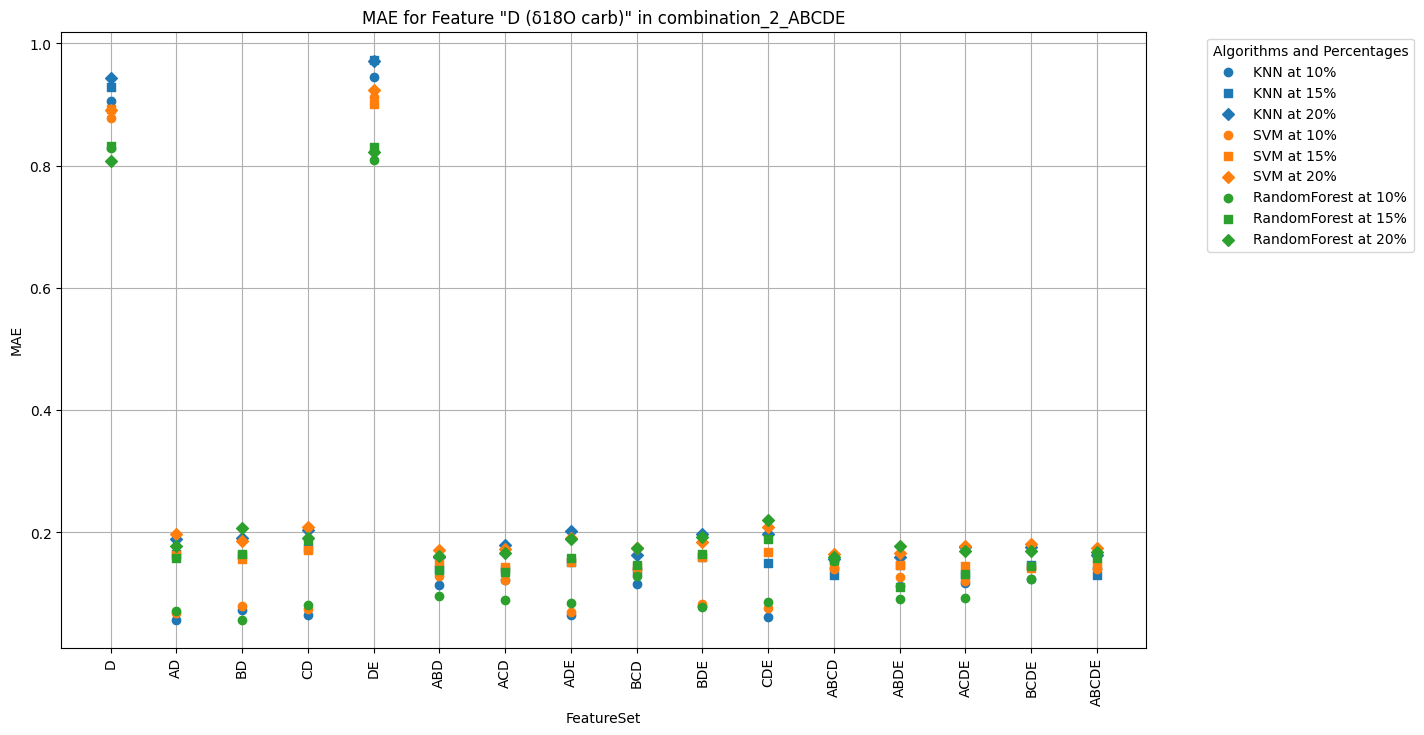 MAE for Feature "D (δ18O carb)" in combination_2_ABCDE
1.0
0.8
0.6
0.4
0.2
MAE
D
AD
BD
CD
DE
ABD
ACD
ADE
BCD
BDE
CDE
ABCD
ABDE
ACDE
BCDE
ABCDE
FeatureSet
Algorithms and Percentages
KNN at 10%
KNN at 15%
KNN at 20%
SVM at 10%
SVM at 15%
SVM at 20%
RandomForest at 10%
RandomForest at 15%
RandomForest at 20%